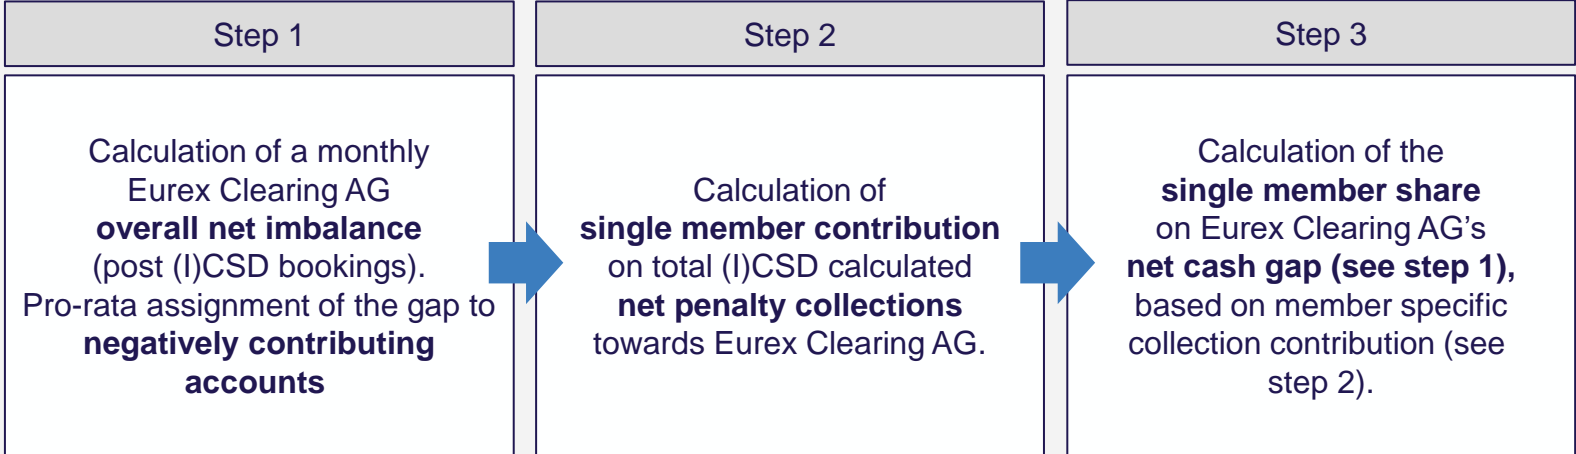 Step 1
Calculation of a monthly
Eurex Clearing AG
overall net imbalance
(post (I)CSD bookings).
Pro-rata assignment of the gap to
negatively contributing
accounts
Step 2
Calculation of
single member contribution
on total (I)CSD calculated
net penalty collections
towards Eurex Clearing AG.
Step 3
Calculation of the
single member share
on Eurex Clearing AG’s
net cash gap (see step 1),
based on member specific
collection contribution (see
step 2).